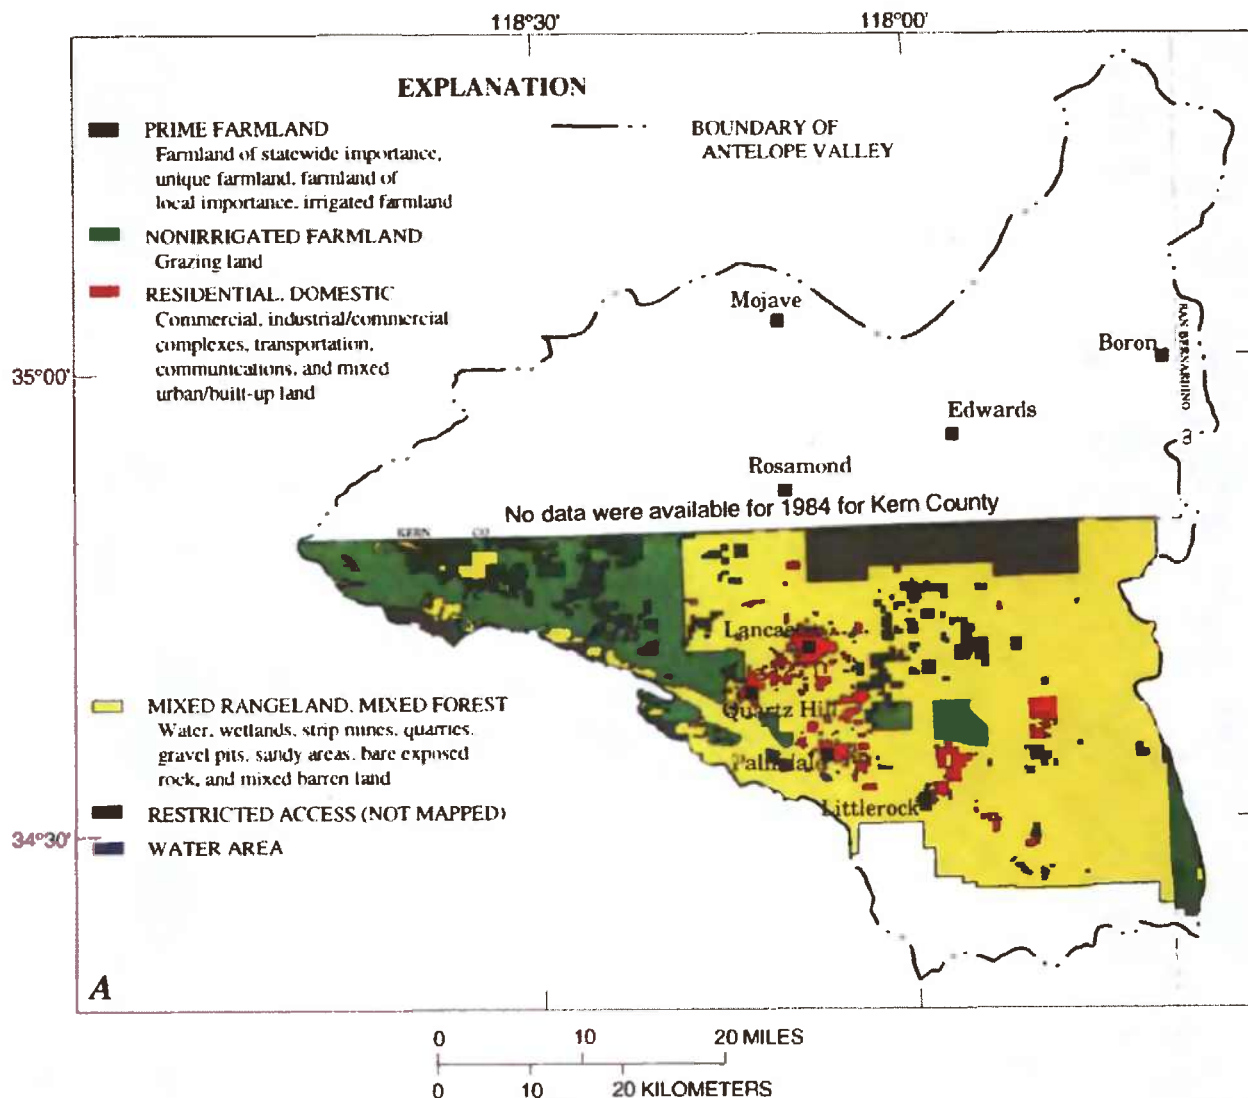 118°30'
118°00'
EXPLANATION
PRIME FARMLAND
Farmland of statewide importance,
unique farmland, farmland of
local importance, irrigated farmland
NONIRRIGATED FARMLAND
Grazing land
RESIDENTIAL, DOMESTIC
Commercial, industrial/commercial
complexes, transportation,
communications, and mixed
urban/built-up land
BOUNDARY OF
ANTELOPE VALLEY
Mojave
Boron
SAN BERNARDINO
35°00'
Edwards
Rosamond
No data were available for 1984 for Kern County
KERN CO
Lancaster
Quartz Hill
Palmdale
Littlerock
MIXED RANGELAND, MIXED FOREST
Water, wetlands, strip mines, quarries,
gravel pits, sandy areas, bare exposed
rock, and mixed barren land
RESTRICTED ACCESS (NOT MAPPED)
34°30'
WATER AREA
A
0 10 20 MILES
0 10 20 KILOMETERS